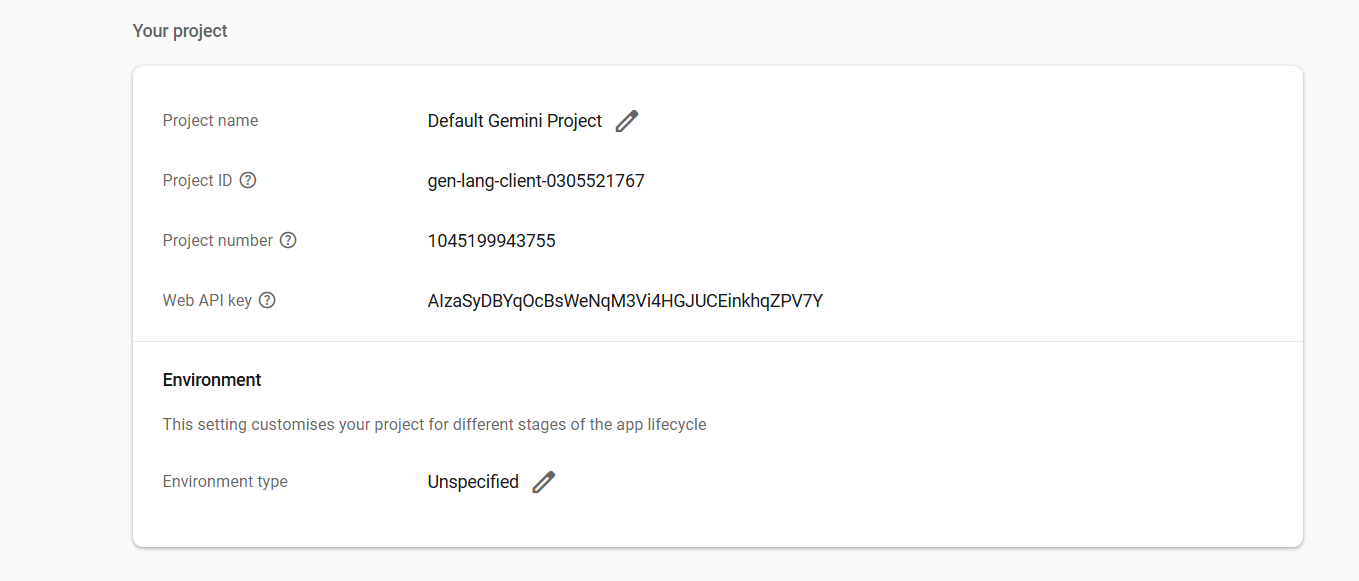 Your project
Project name Default Gemini Project
Project ID gen-lang-client-0305521767
Project number 1045199943755
Web API key AIzaSyDBYqOcBsWeNqM3Vi4HGJUCEinkhqZPV7Y
Environment
This setting customises your project for different stages of the app lifecycle
Environment type Unspecified